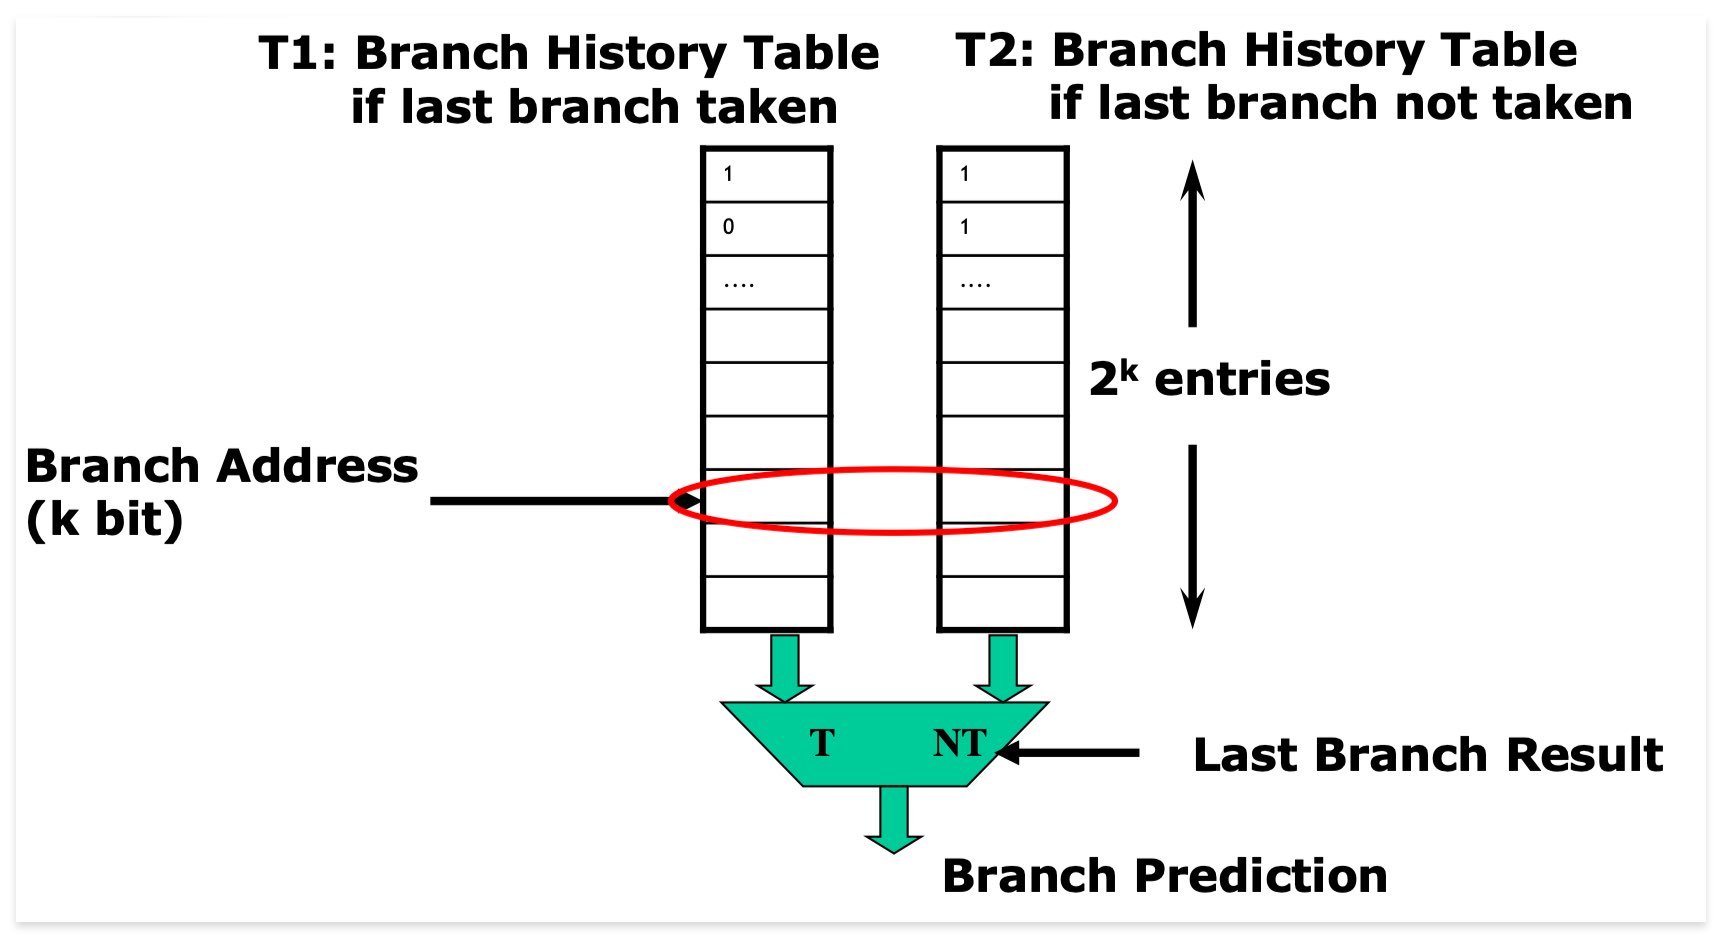 T1: Branch History Table
if last branch taken
T2: Branch History Table
if last branch not taken
1
0
....
1
1
....
2ᵏ entries
Branch Address
(k bit)
T
NT
Last Branch Result
Branch Prediction